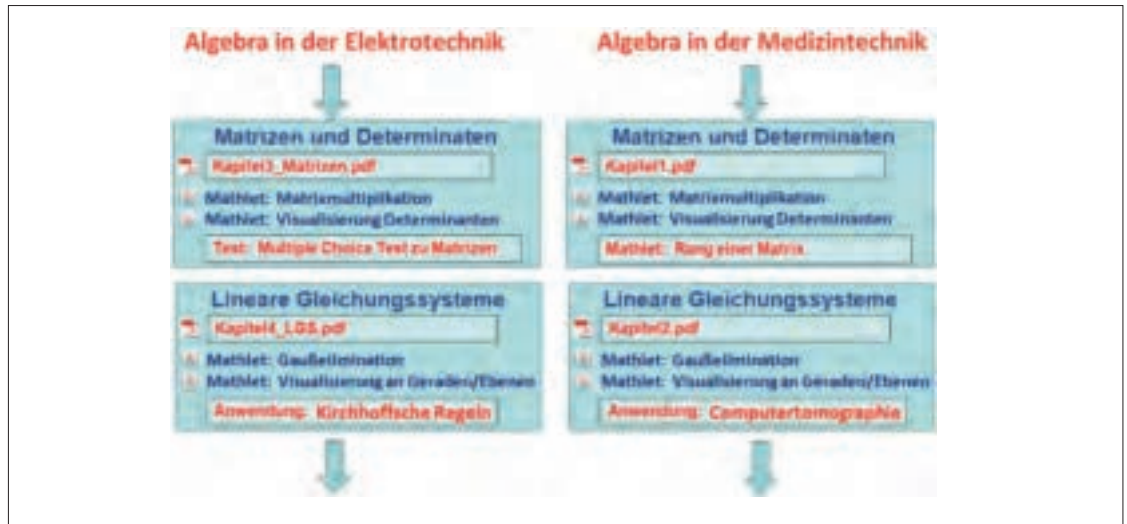 Algebra in der Elektrotechnik
Matrizen und Determinaten
Kapitel3_Matrizen.pdf
Mathlet: Matrixmultiplikation
Mathlet: Visualisierung Determinanten
Test: Multiple Choice Test zu Matrizen
Lineare Gleichungssysteme
Kapitel4_LGS.pdf
Mathlet: Gaußelimination
Mathlet: Visualisierung an Geraden/Ebenen
Anwendung: Kirchhoffsche Regeln
Algebra in der Medizintechnik
Matrizen und Determinaten
Kapitel1.pdf
Mathlet: Matrixmultiplikation
Mathlet: Visualisierung Determinanten
Mathlet: Rang einer Matrix
Lineare Gleichungssysteme
Kapitel2.pdf
Mathlet: Gaußelimination
Mathlet: Visualisierung an Geraden/Ebenen
Anwendung: Computertomographie